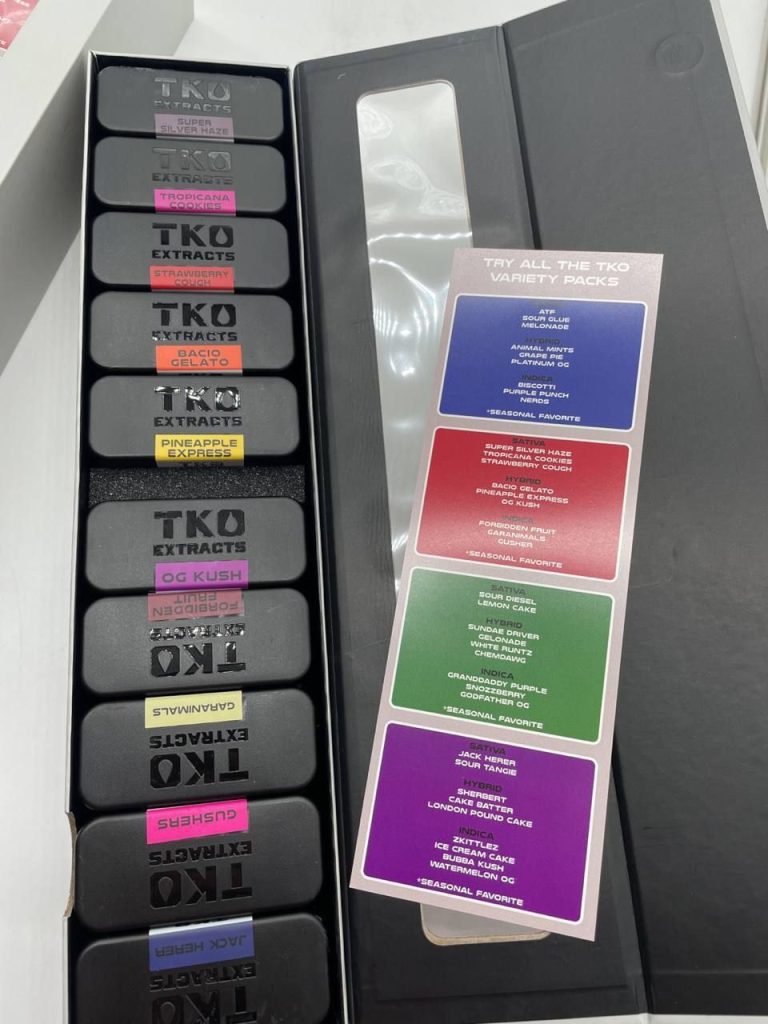 TKO
EXTRACTS
SUPER
SILVER HAZE
TKO
EXTRACTS
TROPICANA
COOKIES
TKO
EXTRACTS
STRAWBERRY
COUGH
TKO
EXTRACTS
BACIO
GELATO
TKO
EXTRACTS
PINEAPPLE
EXPRESS
TKO
EXTRACTS
OG KUSH
FORBIDDEN
FRUIT
EXTRACTS
TKO
GARANIMALS
EXTRACTS
TKO
GUSHERS
EXTRACTS
TKO
JACK HERER
EXTRACTS
TKO
TRY ALL THE TKO
VARIETY PACKS
ATF
SOUR GLUE
MELONADE
HYBRID
ANIMAL MINTS
GRAPE PIE
PLATINUM OG
INDICA
BISCOTTI
PURPLE PUNCH
NERDS
*SEASONAL FAVORITE
SATIVA
SUPER SILVER HAZE
TROPICANA COOKIES
STRAWBERRY COUGH
HYBRID
BACIO GELATO
PINEAPPLE EXPRESS
OG KUSH
INDICA
FORBIDDEN FRUIT
GARANIMALS
GUSHER
*SEASONAL FAVORITE
SATIVA
SOUR DIESEL
LEMON CAKE
HYBRID
SUNDAE DRIVER
GELONADE
WHITE RUNTZ
CHEMDAWG
INDICA
GRANDDADDY PURPLE
SNOZZBERRY
GODFATHER OG
*SEASONAL FAVORITE
SATIVA
JACK HERER
SOUR TANGIE
HYBRID
SHERBERT
CAKE BATTER
LONDON POUND CAKE
INDICA
ZKITTLEZ
ICE CREAM CAKE
BUBBA KUSH
WATERMELON OG
*SEASONAL FAVORITE